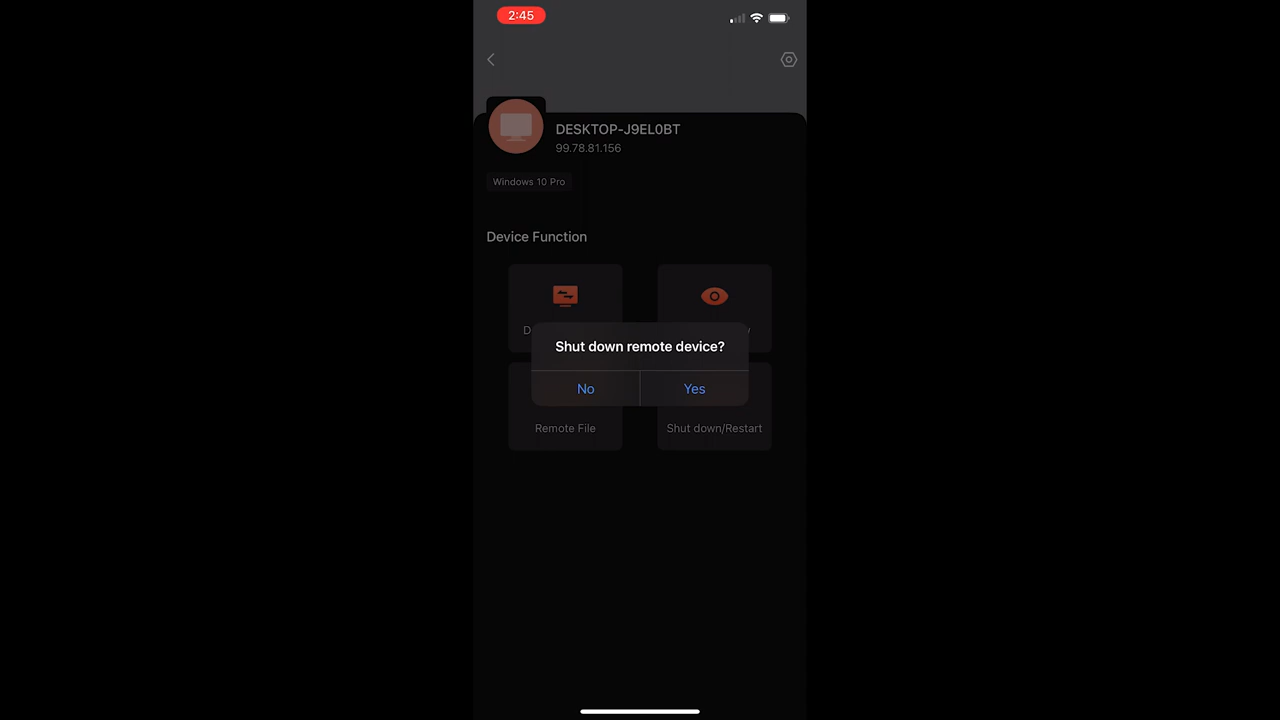 2:45
DESKTOP-J9EL0BT
99.78.81.156
Windows 10 Pro
Device Function
Shut down remote device?
No
Yes
Remote File
Shut down/Restart